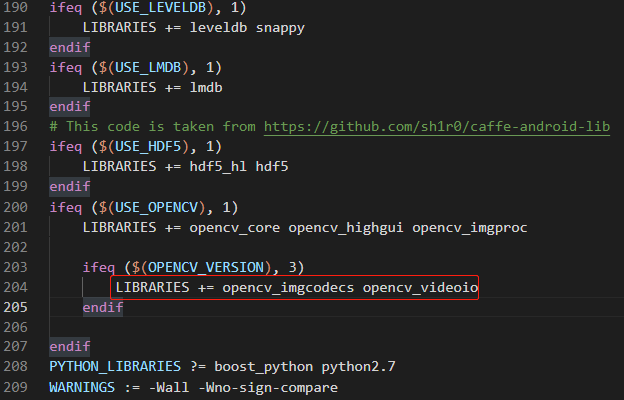 190 ifeq ($(USE_LEVELDB), 1)
191     LIBRARIES += leveldb snappy
192 endif
193 ifeq ($(USE_LMDB), 1)
194     LIBRARIES += lmdb
195 endif
196 # This code is taken from https://github.com/sh1r0/caffe-android-lib
197 ifeq ($(USE_HDF5), 1)
198     LIBRARIES += hdf5_hl hdf5
199 endif
200 ifeq ($(USE_OPENCV), 1)
201     LIBRARIES += opencv_core opencv_highgui opencv_imgproc
202
203     ifeq ($(OPENCV_VERSION), 3)
204         LIBRARIES += opencv_imgcodecs opencv_videoio
205     endif
206
207 endif
208 PYTHON_LIBRARIES ?= boost_python python2.7
209 WARNINGS := -Wall -Wno-sign-compare